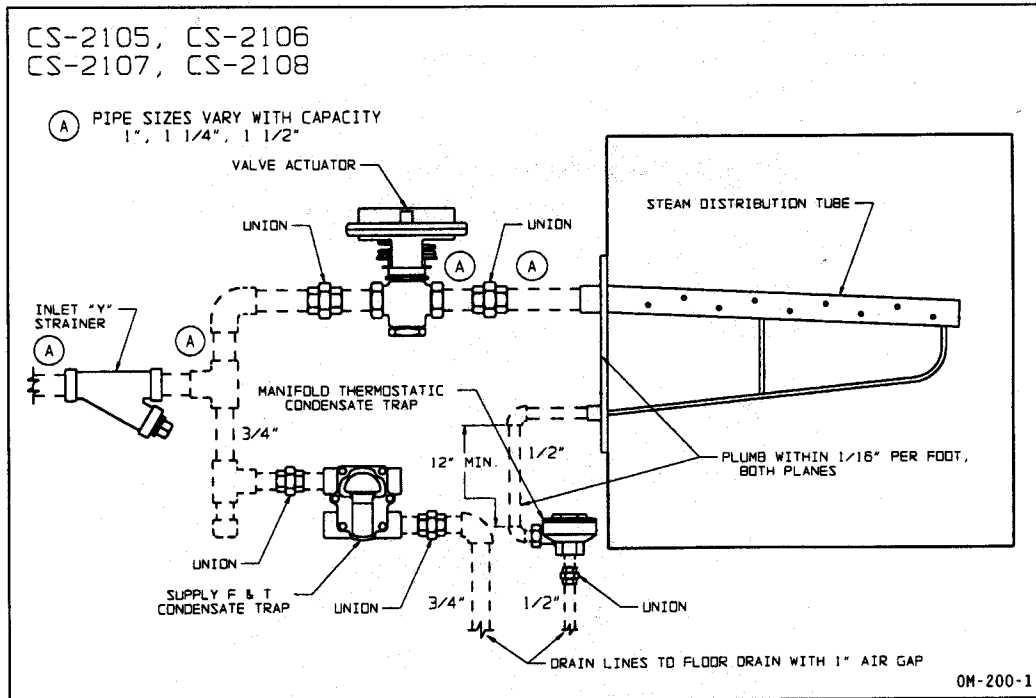 CS-2105, CS-2106
CS-2107, CS-2108
A PIPE SIZES VARY WITH CAPACITY
1", 1 1/4", 1 1/2"
VALVE ACTUATOR
UNION
UNION
STEAM DISTRIBUTION TUBE
A
A
INLET "Y"
STRAINER
A
A
MANIFOLD THERMOSTATIC
CONDENSATE TRAP
3/4"
12" MIN.
1/2"
PLUMB WITHIN 1/16" PER FOOT,
BOTH PLANES
UNION
SUPPLY F & T
CONDENSATE TRAP
UNION
3/4"
1/2"
UNION
DRAIN LINES TO FLOOR DRAIN WITH 1" AIR GAP
OM-200-1